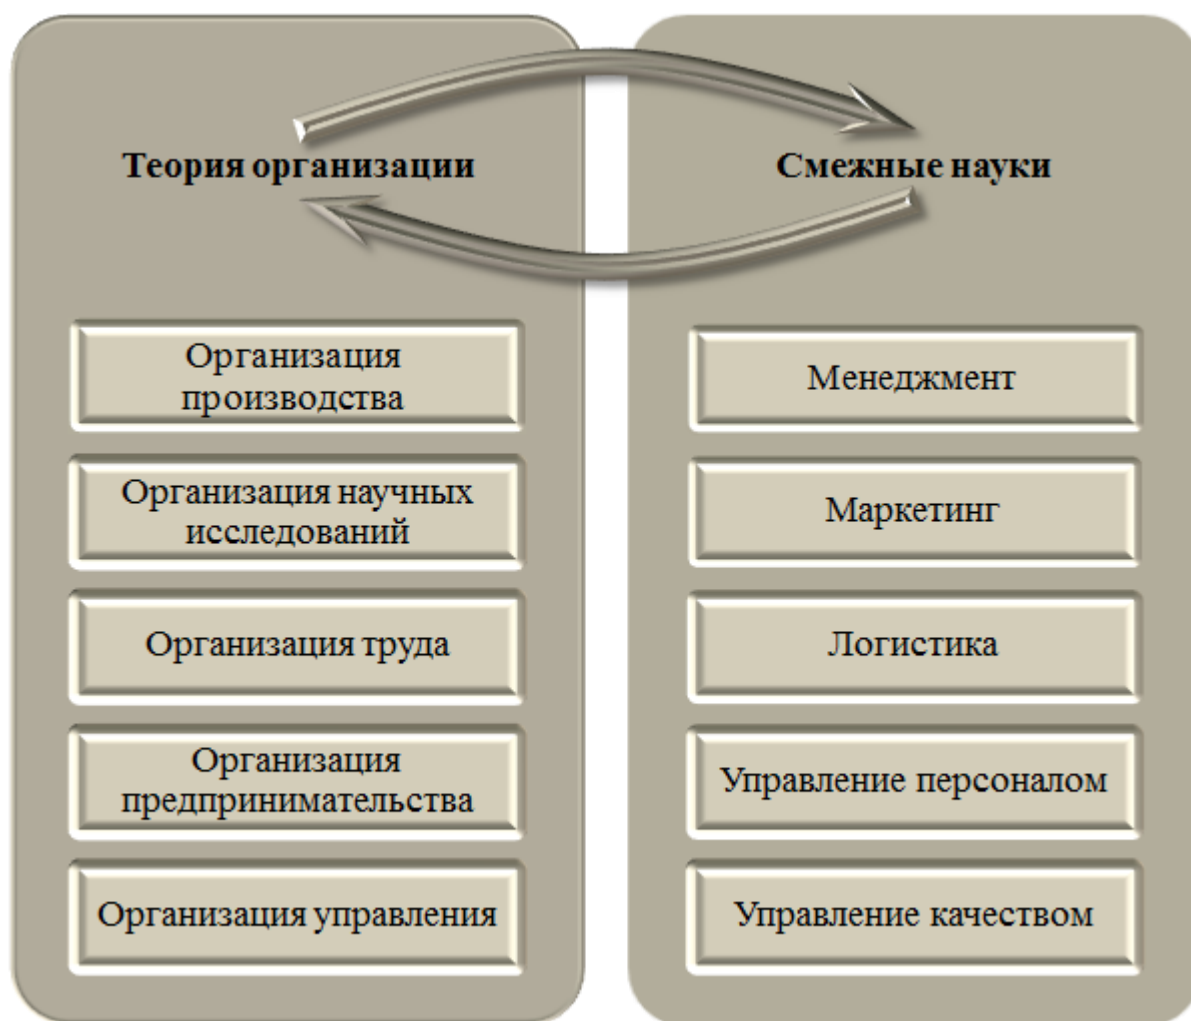 Теория организации
Организация
производства
Организация научных
исследований
Организация труда
Организация
предпринимательства
Организация управления
Смежные науки
Менеджмент
Маркетинг
Логистика
Управление персоналом
Управление качеством